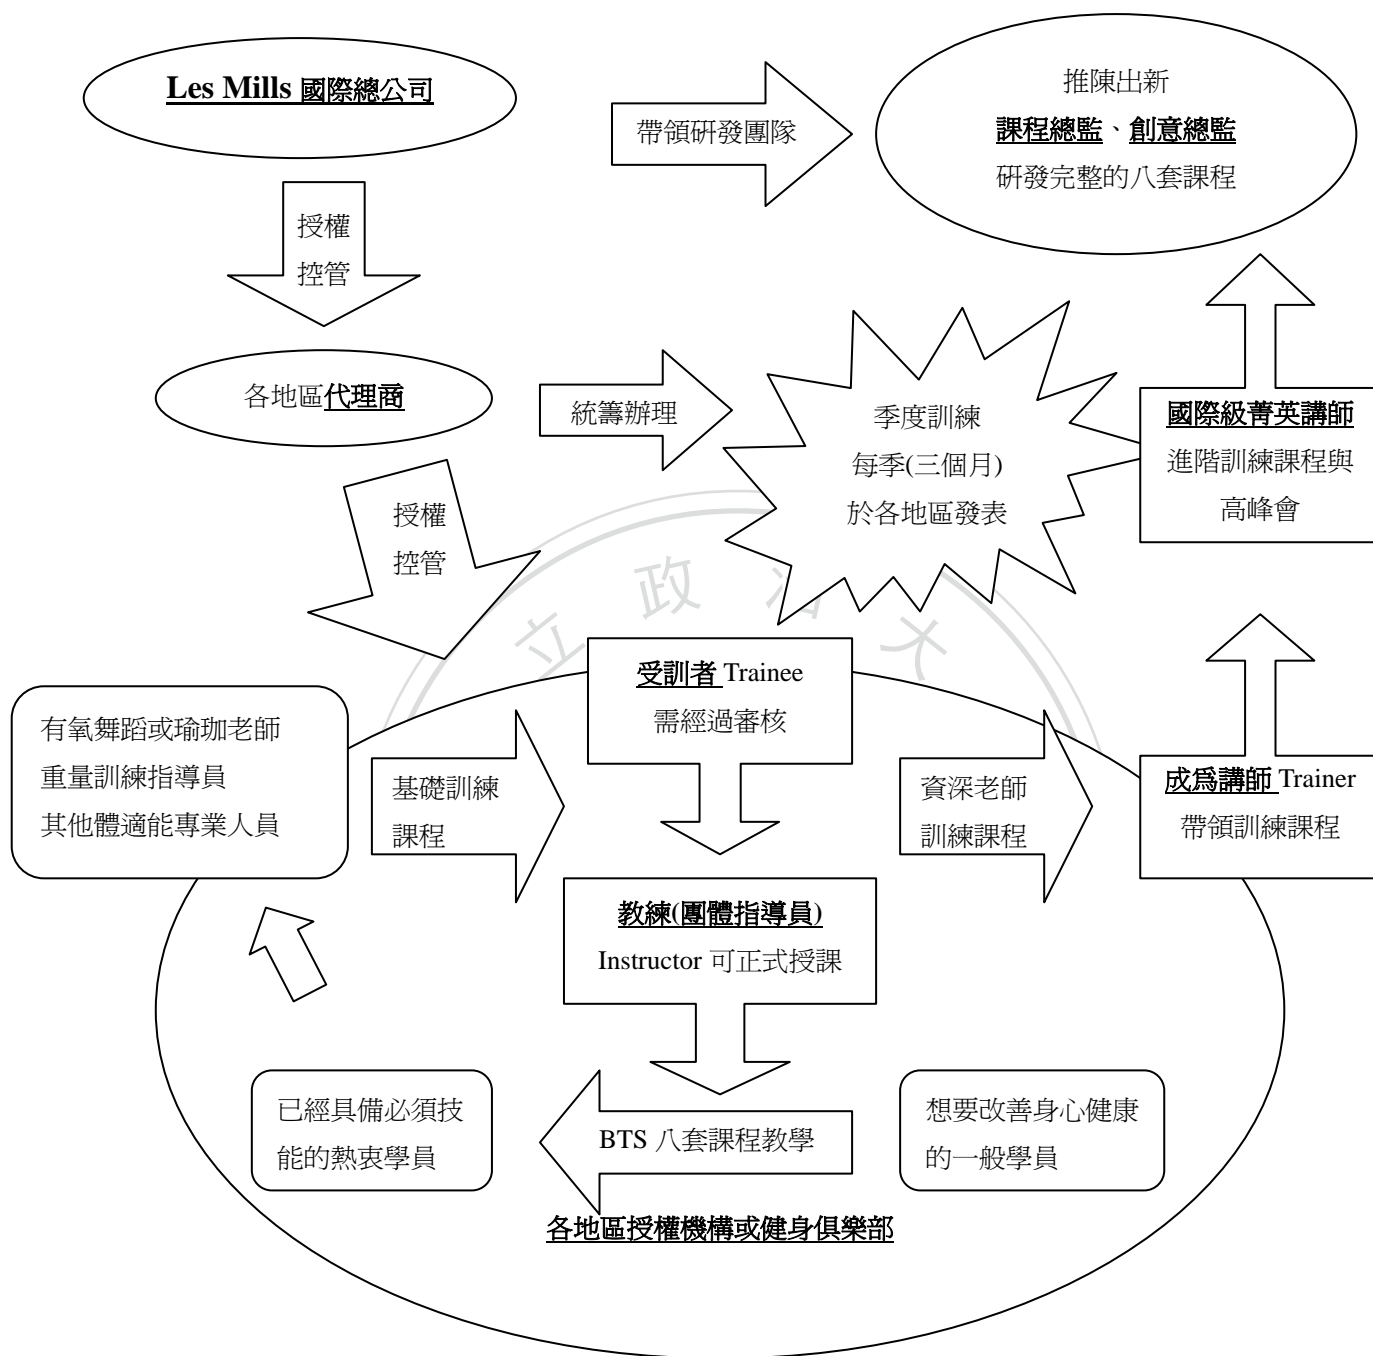 Les Mills 國際總公司
帶領研發團隊
推陳出新
課程總監、創意總監
研發完整的八套課程
授權
控管
各地區代理商
統籌辦理
季度訓練
每季(三個月)
於各地區發表
國際級菁英講師
進階訓練課程與
高峰會
授權
控管
立 政 治 大
受訓者 Trainee
需經過審核
有氧舞蹈或瑜珈老師
重量訓練指導員
其他體適能專業人員
基礎訓練
課程
資深老師
訓練課程
成為講師 Trainer
帶領訓練課程
教練(團體指導員)
Instructor 可正式授課
已經具備必須技
能的熱衷學員
BTS 八套課程教學
想要改善身心健康
的一般學員
各地區授權機構或健身俱樂部